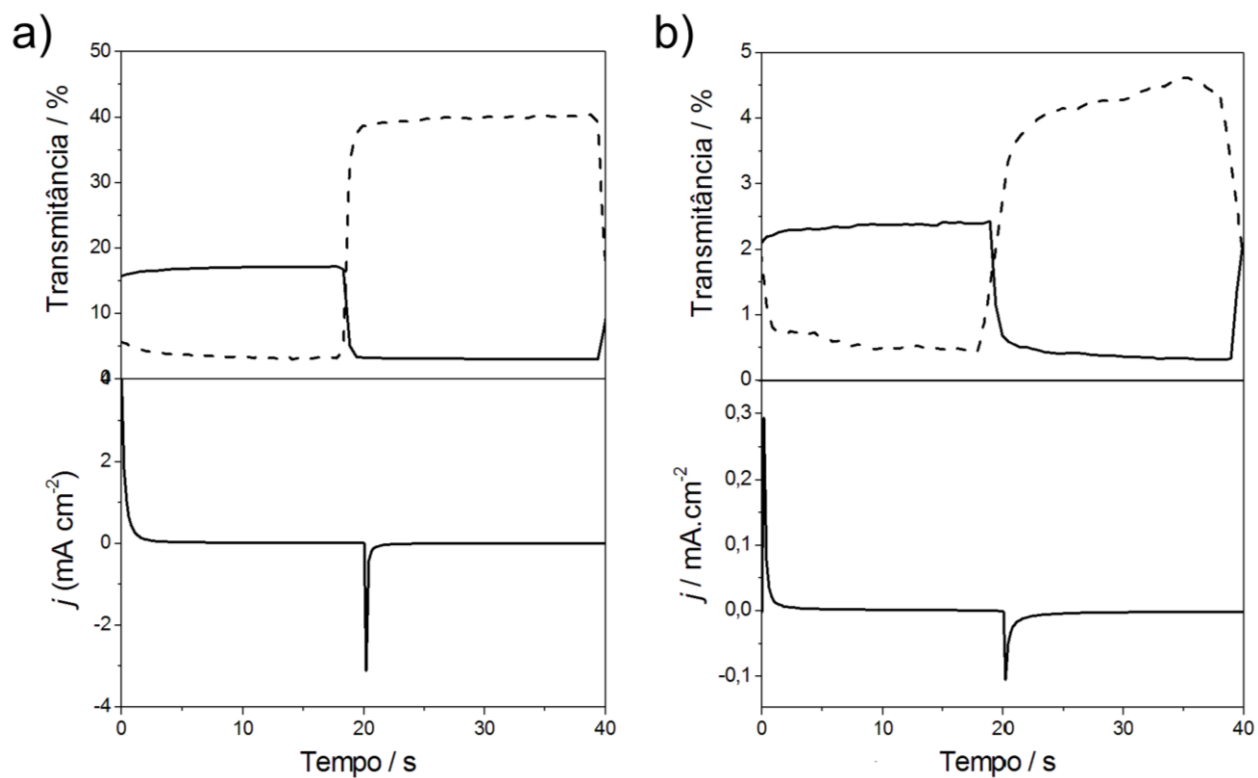 a)
50
40
30
20
10
0
Transmitância / %
4
2
0
-2
-4
j (mA cm-2)
0 10 20 30 40
Tempo / s
b)
5
4
3
2
1
0
Transmitância / %
0,3
0,2
0,1
0,0
-0,1
j / mA.cm-2
0 10 20 30 40
Tempo / s